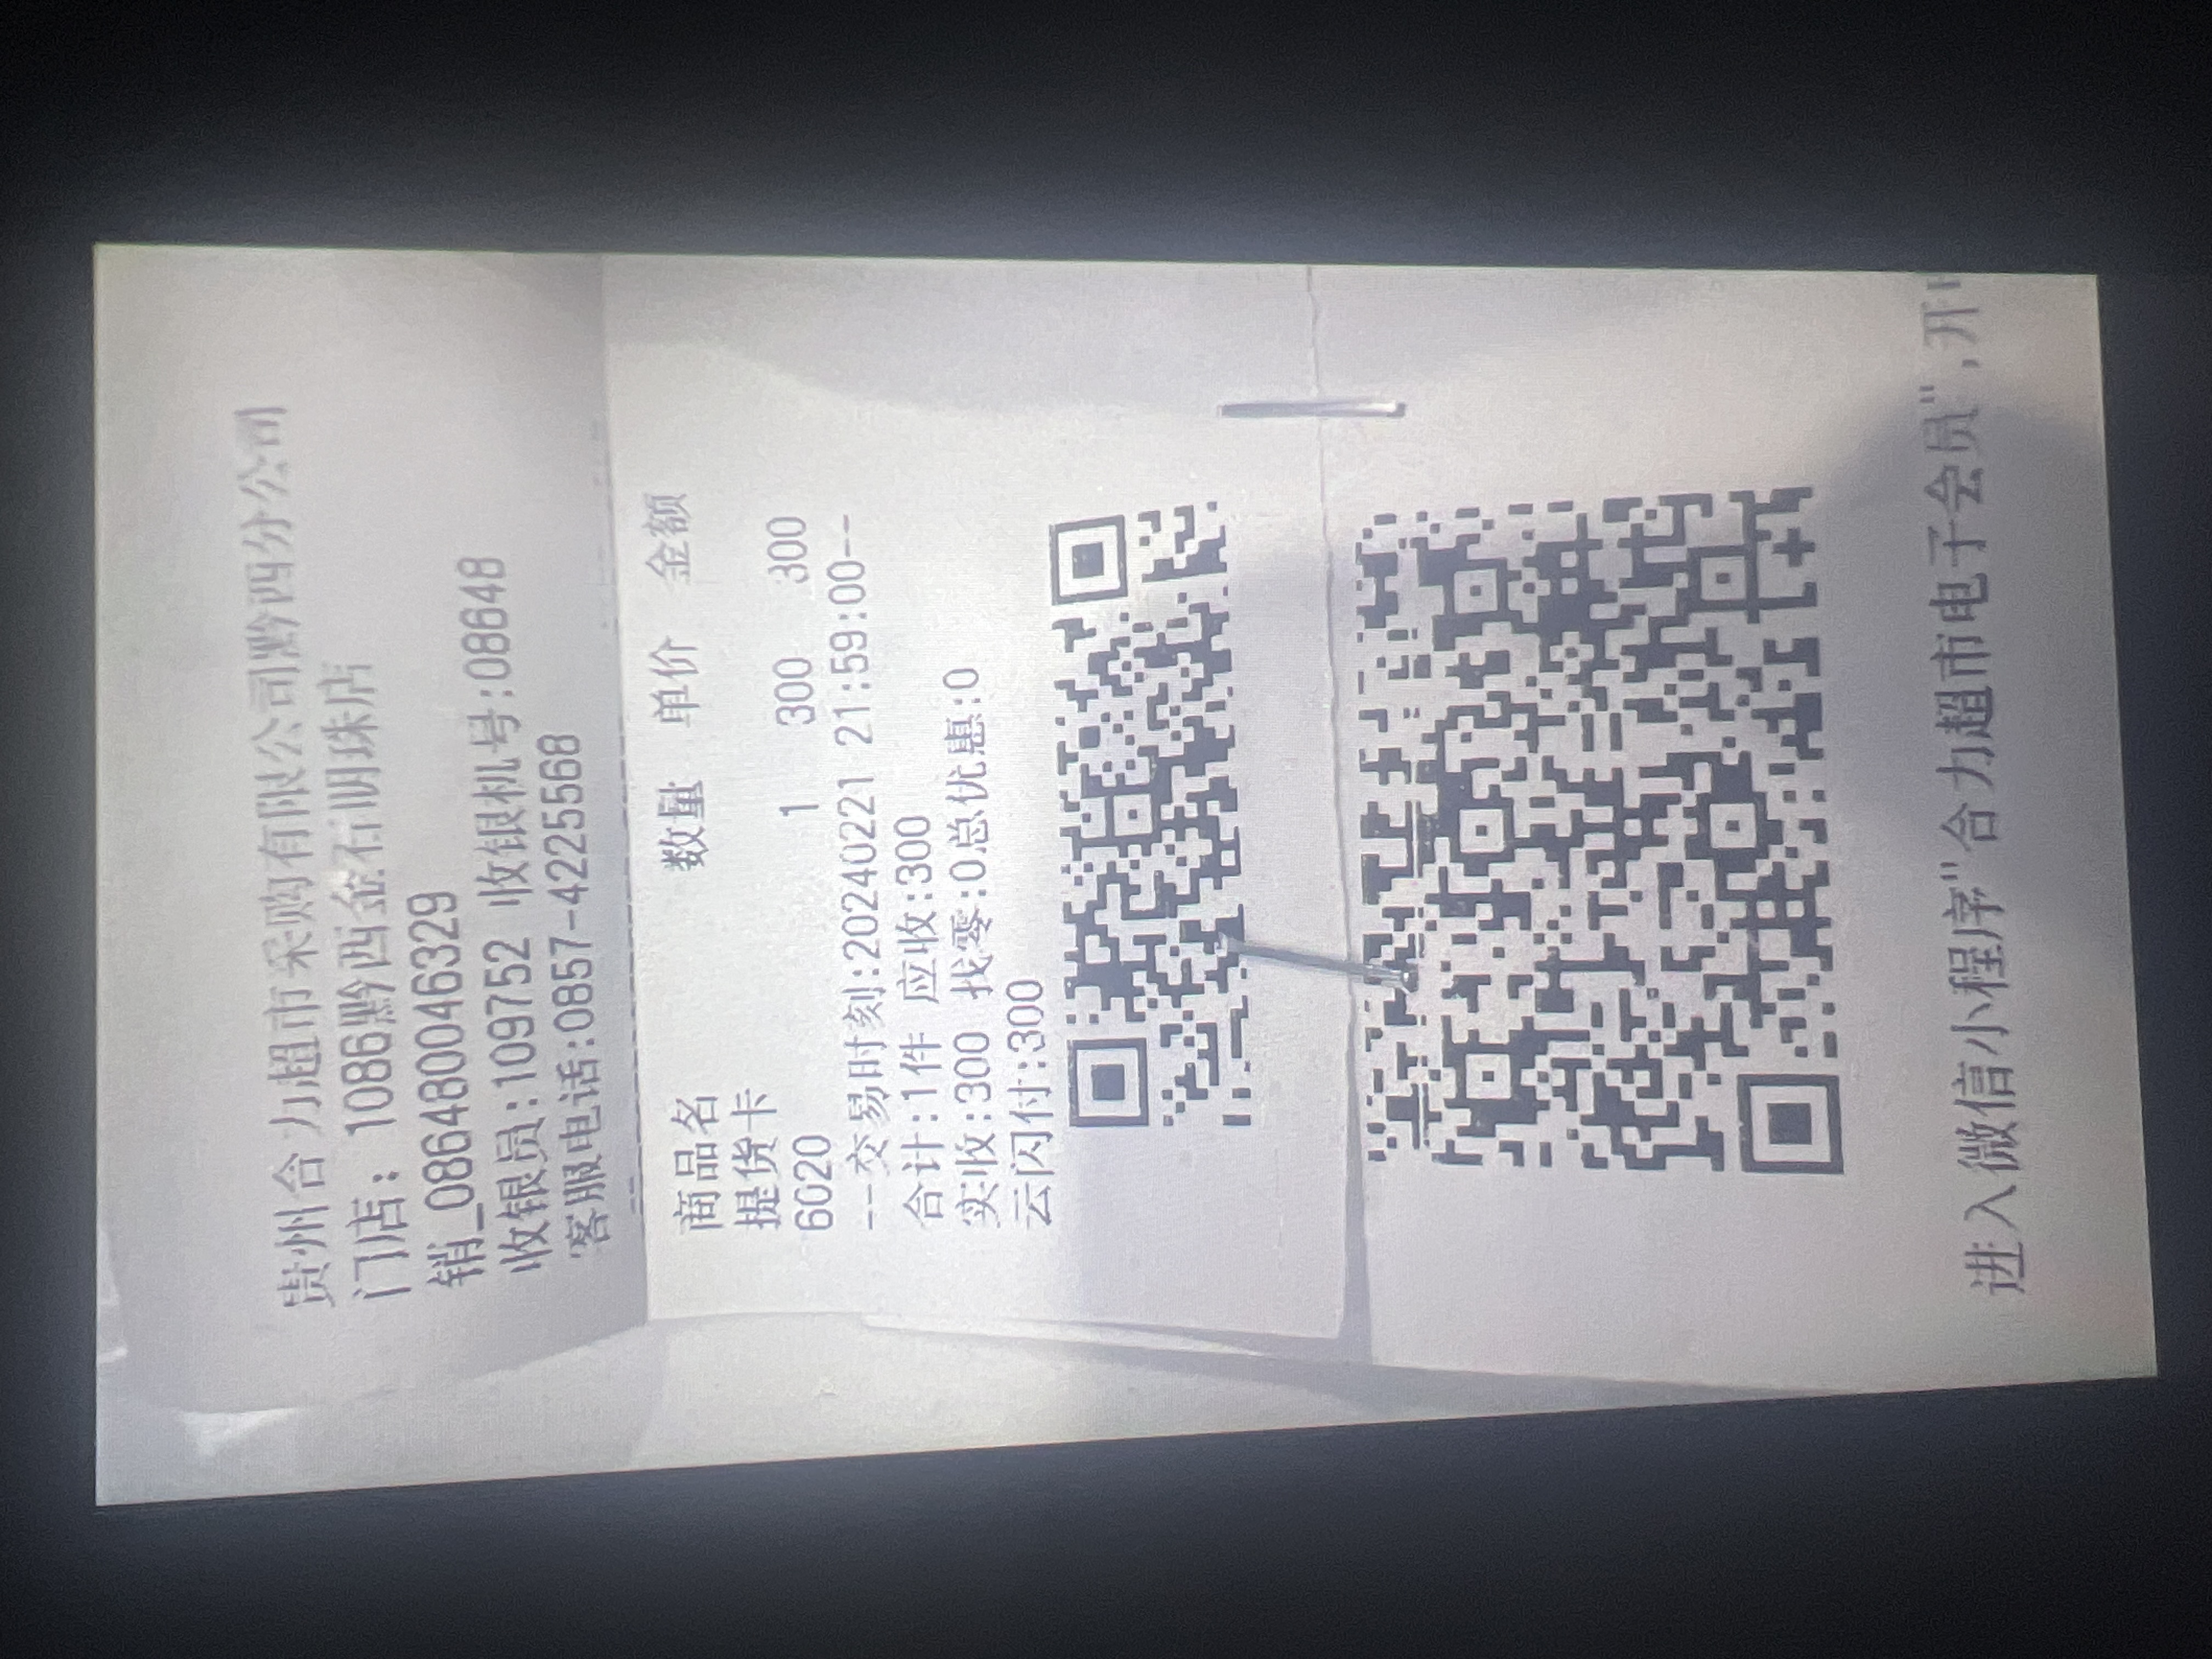 贵州合力超市采购有限公司黔西分公司
门店：1086黔西金石明珠店
销_086480046329
收银员:109752 收银机号:08648
客服电话:0857-4225568
商品名 数量 单价 金额
提货卡
6020 1 300 300
---交易时刻:20240221 21:59:00--
合计:1件 应收:300
实收:300 找零:0总优惠:0
云闪付:300
进入微信小程序"合力超市电子会员",开